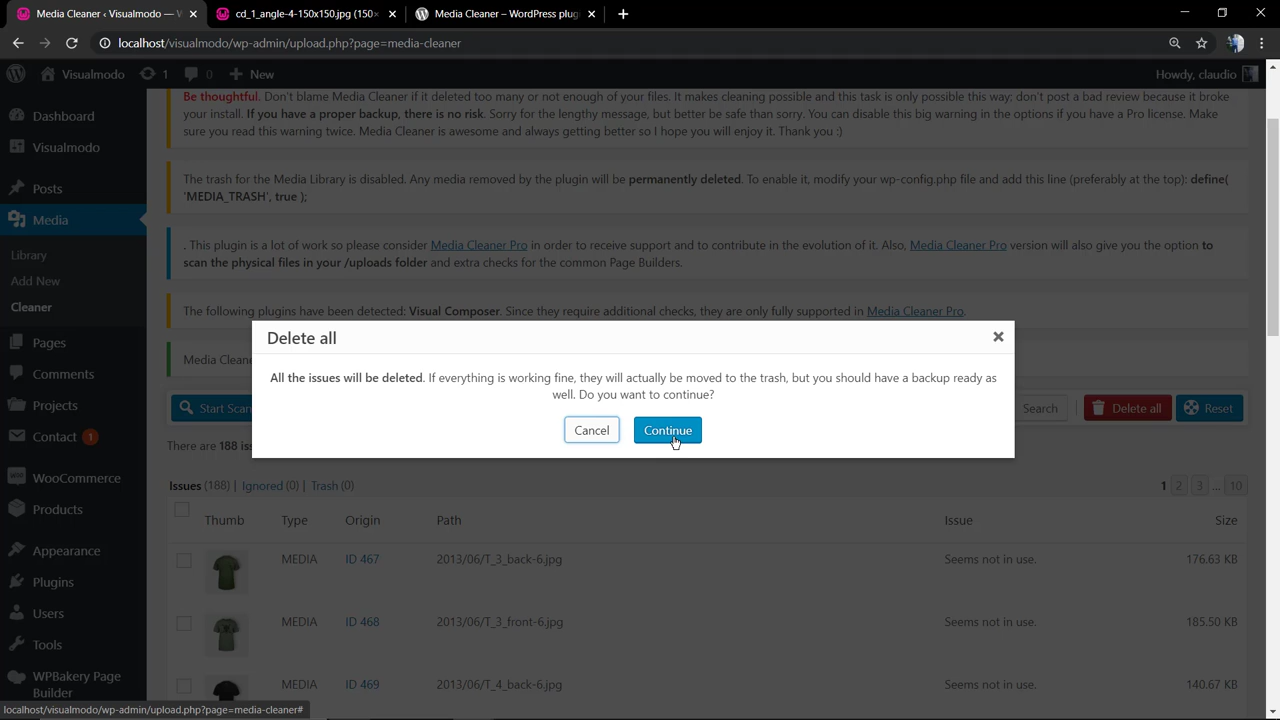 Media Cleaner ‹ Visualmodo — W
cd_1_angle-4-150x150.jpg (150×
Media Cleaner – WordPress plug
localhost/visualmodo/wp-admin/upload.php?page=media-cleaner
Visualmodo 1 0 New Howdy, claudio
Dashboard
Visualmodo
Posts
Media
Library
Add New
Cleaner
Pages
Comments
Projects
Contact 1
WooCommerce
Products
Appearance
Plugins
Users
Tools
WPBakery Page
Builder
Be thoughtful. Don't blame Media Cleaner if it deleted too many or not enough of your files. It makes cleaning possible and this task is only possible this way; don't post a bad review because it broke
your install. If you have a proper backup, there is no risk. Sorry for the lengthy message, but better be safe than sorry. You can disable this big warning in the options if you have a Pro license. Make
sure you read this warning twice. Media Cleaner is awesome and always getting better so I hope you will enjoy it. Thank you :)
The trash for the Media Library is disabled. Any media removed by the plugin will be permanently deleted. To enable it, modify your wp-config.php file and add this line (preferably at the top): define(
'MEDIA_TRASH', true );
. This plugin is a lot of work so please consider Media Cleaner Pro in order to receive support and to contribute in the evolution of it. Also, Media Cleaner Pro version will also give you the option to
scan the physical files in your /uploads folder and extra checks for the common Page Builders.
The following plugins have been detected: Visual Composer. Since they require additional checks, they are only fully supported in Media Cleaner Pro.
Media Cleane
Delete all
All the issues will be deleted. If everything is working fine, they will actually be moved to the trash, but you should have a backup ready as
well. Do you want to continue?
Cancel Continue
Start Scan Search Delete all Reset
There are 188 iss
Issues (188) | Ignored (0) | Trash (0) 1 2 3 ... 10
Thumb Type Origin Path Issue Size
MEDIA ID 467 2013/06/T_3_back-6.jpg Seems not in use. 176.63 KB
MEDIA ID 468 2013/06/T_3_front-6.jpg Seems not in use. 185.50 KB
MEDIA ID 469 2013/06/T_4_back-6.jpg Seems not in use. 140.67 KB
localhost/visualmodo/wp-admin/upload.php?page=media-cleaner#